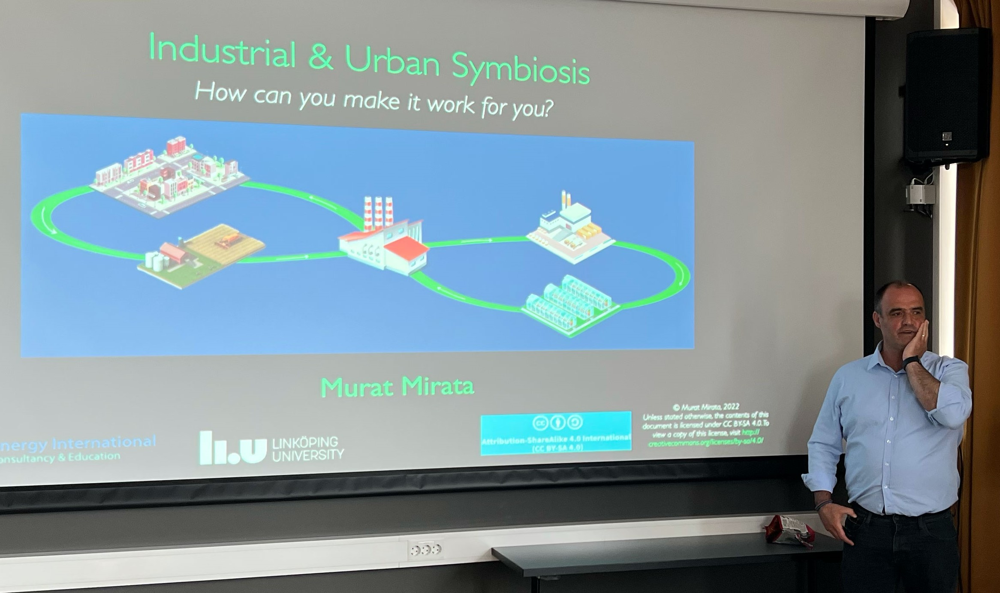 Industrial & Urban Symbiosis
How can you make it work for you?
Murat Mirata
nergy International
onsultancy & Education
li.u LINKÖPING
UNIVERSITY
cc
Attribution-ShareAlike 4.0 International
(CC BY-SA 4.0)
© Murat Mirata, 2022
Unless stated otherwise, the contents of this
document is licensed under CC BY-SA 4.0. To
view a copy of this license, visit http://
creativecommons.org/licenses/by-sa/4.0/